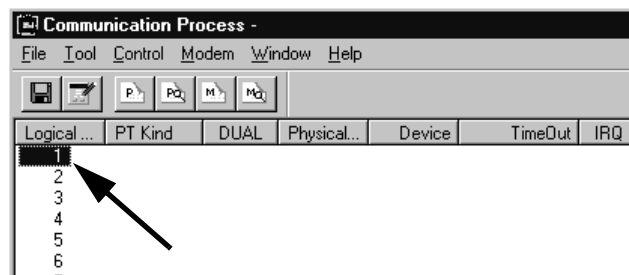 Communication Process -
File Tool Control Modem Window Help
P. PQ M. MQ
Logical ... PT Kind DUAL Physical... Device TimeOut IRQ
1
2
3
4
5
6